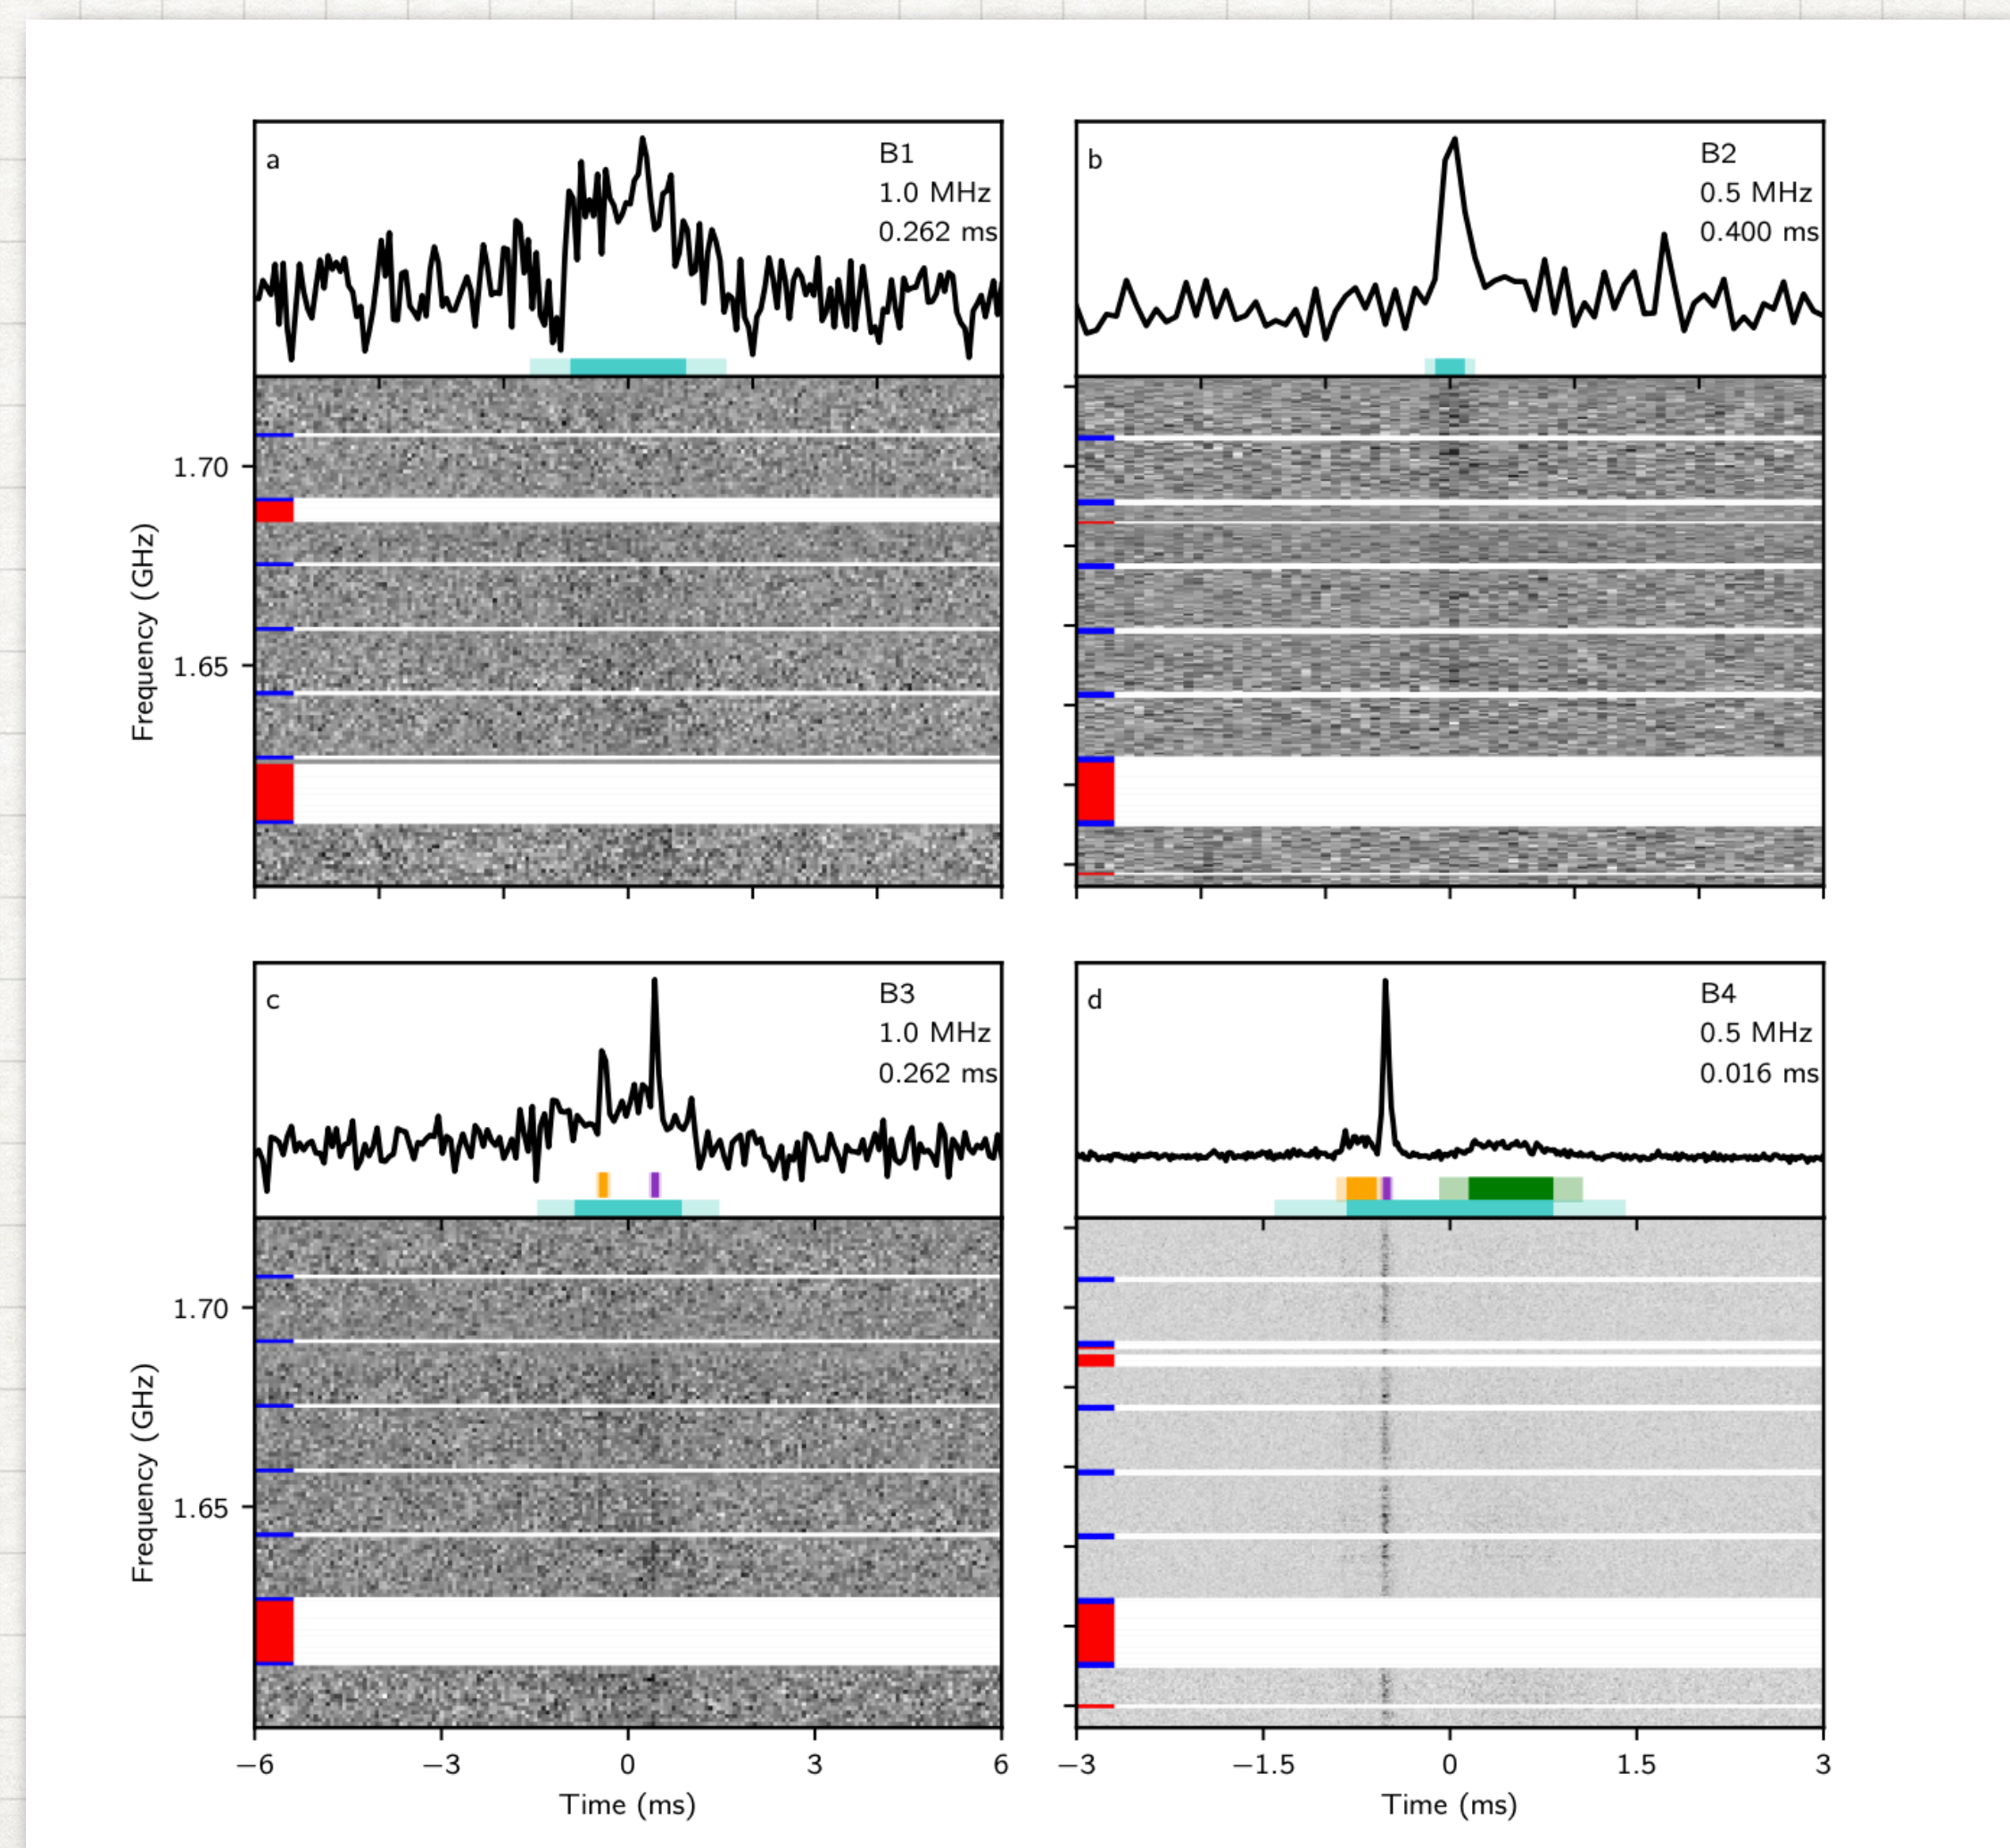 a
B1
1.0 MHz
0.262 ms
b
B2
0.5 MHz
0.400 ms
1.70
1.65
Frequency (GHz)
c
B3
1.0 MHz
0.262 ms
d
B4
0.5 MHz
0.016 ms
1.70
1.65
Frequency (GHz)
−6 −3 0 3 6
Time (ms)
−3 −1.5 0 1.5 3
Time (ms)